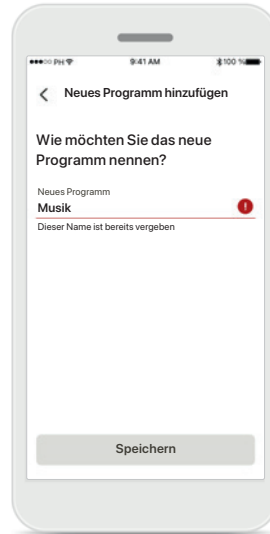 ●●●○○ PH 9:41 AM 100 %
Neues Programm hinzufügen
Wie möchten Sie das neue
Programm nennen?
Neues Programm
Musik
Dieser Name ist bereits vergeben
Speichern